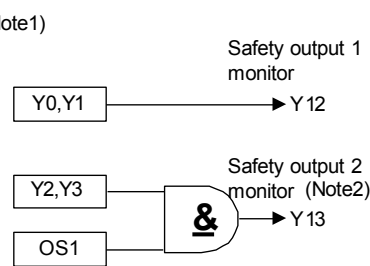 ote1)
Safety output 1
monitor
Y0,Y1
Y12
Safety output 2
monitor (Note2)
Y2,Y3
&
Y13
OS1